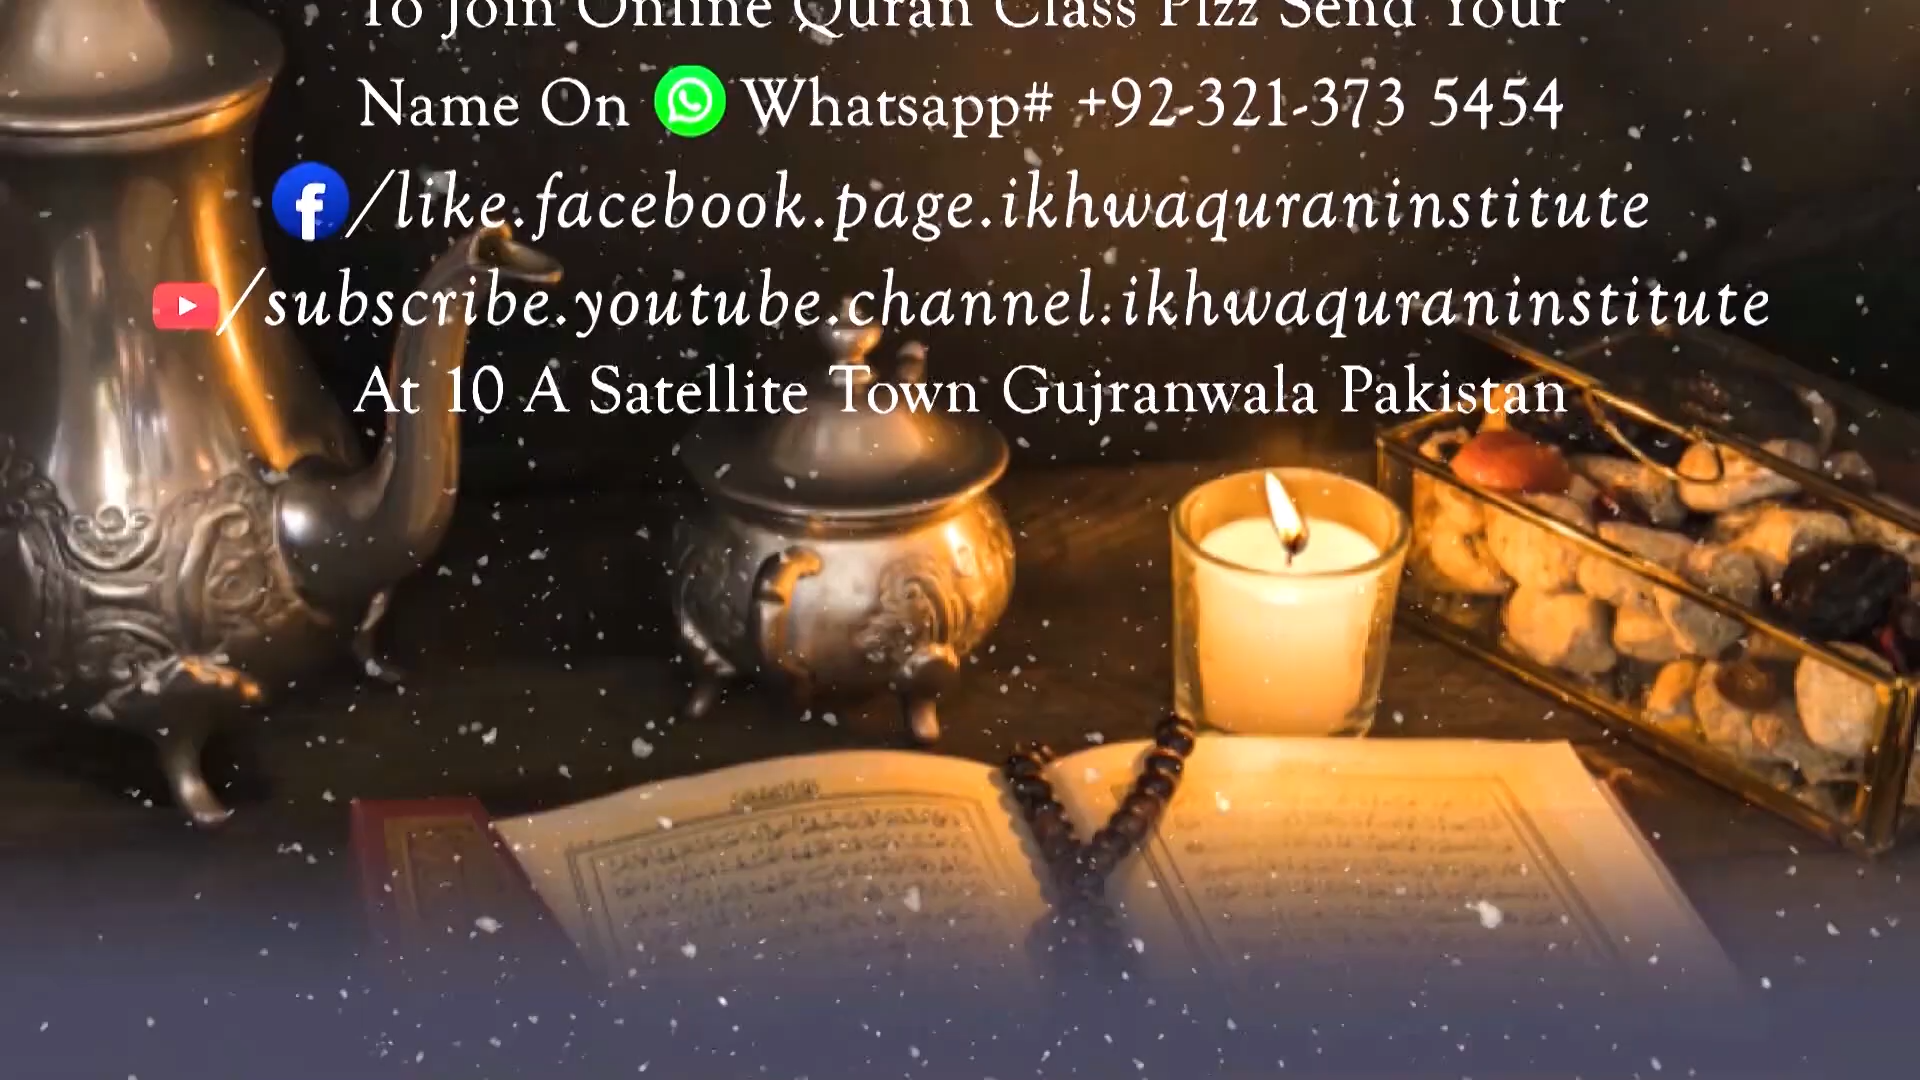 To Join Online Quran Class Plzz Send Your
Name On Whatsapp# +92-321-373 5454
/like.facebook.page.ikhwaquraninstitute
/subscribe.youtube.channel.ikhwaquraninstitute
At 10 A Satellite Town Gujranwala Pakistan